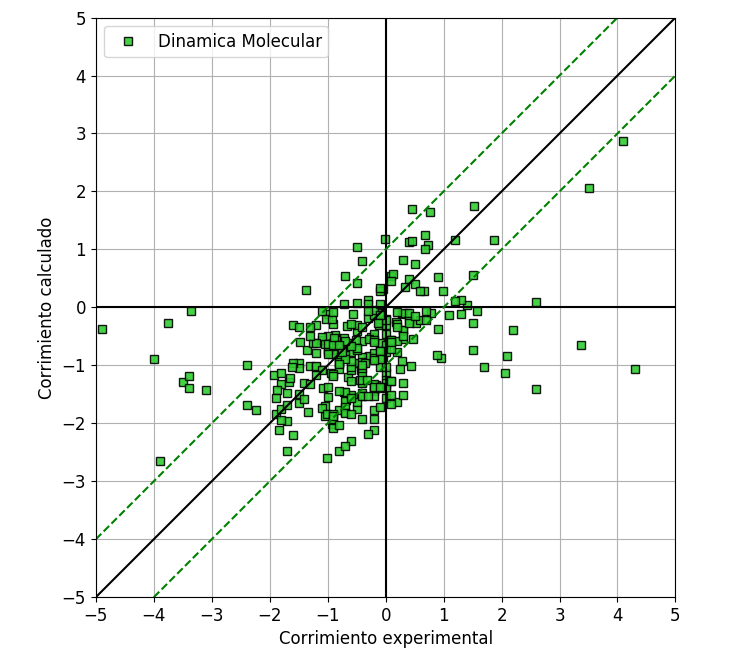 Dinamica Molecular
5
4
3
2
1
0
−1
−2
−3
−4
−5
Corrimiento calculado
−5 −4 −3 −2 −1 0 1 2 3 4 5
Corrimiento experimental